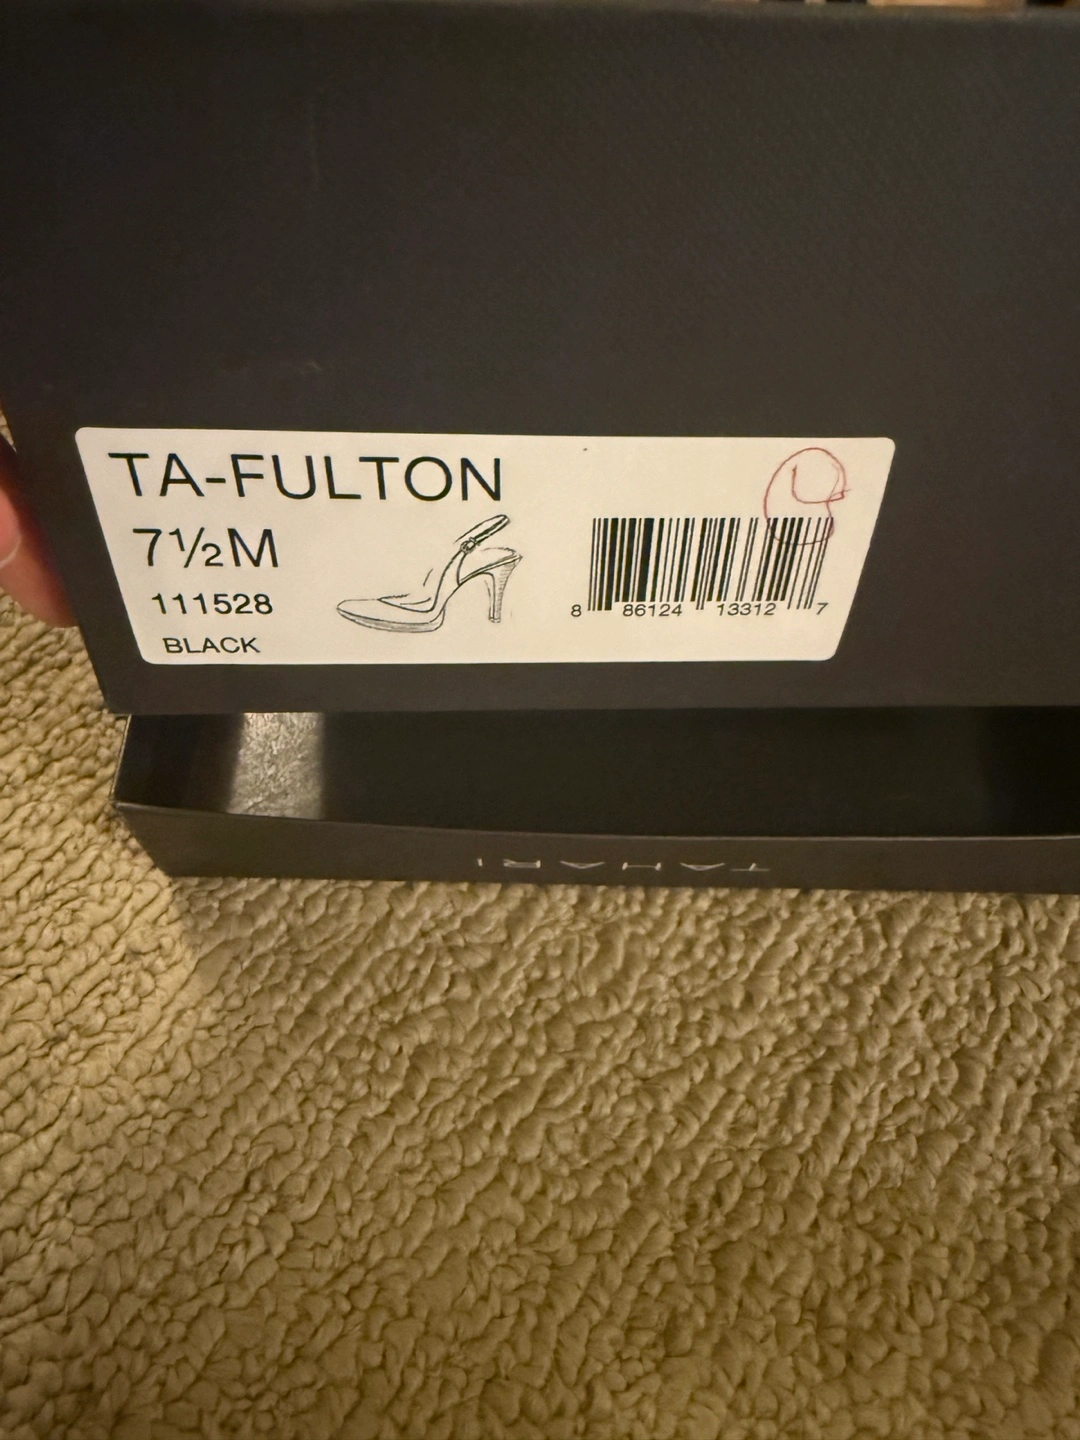 TA-FULTON
7½M
111528
BLACK
8 86124 13312 7
TAHARI